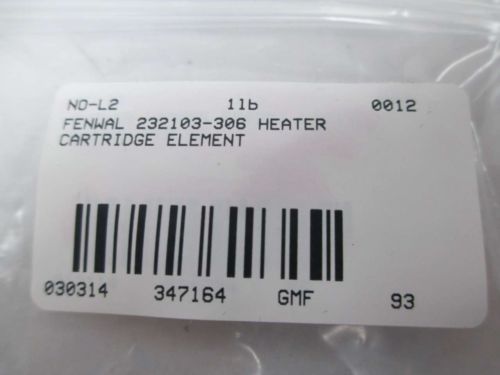 NO-L2 1lb 0012
FENWAL 232103-306 HEATER
CARTRIDGE ELEMENT
030314 347164 GMF 93